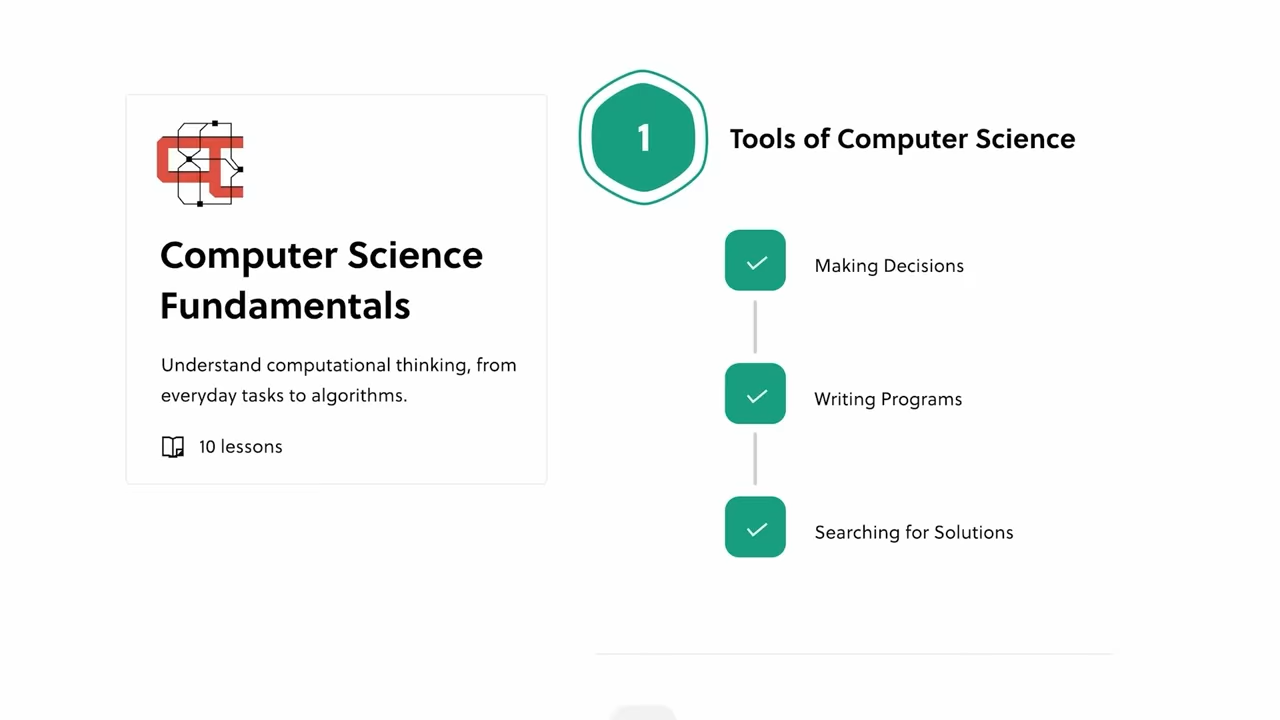 Computer Science
Fundamentals
Understand computational thinking, from
everyday tasks to algorithms.
10 lessons
1
Tools of Computer Science
Making Decisions
Writing Programs
Searching for Solutions